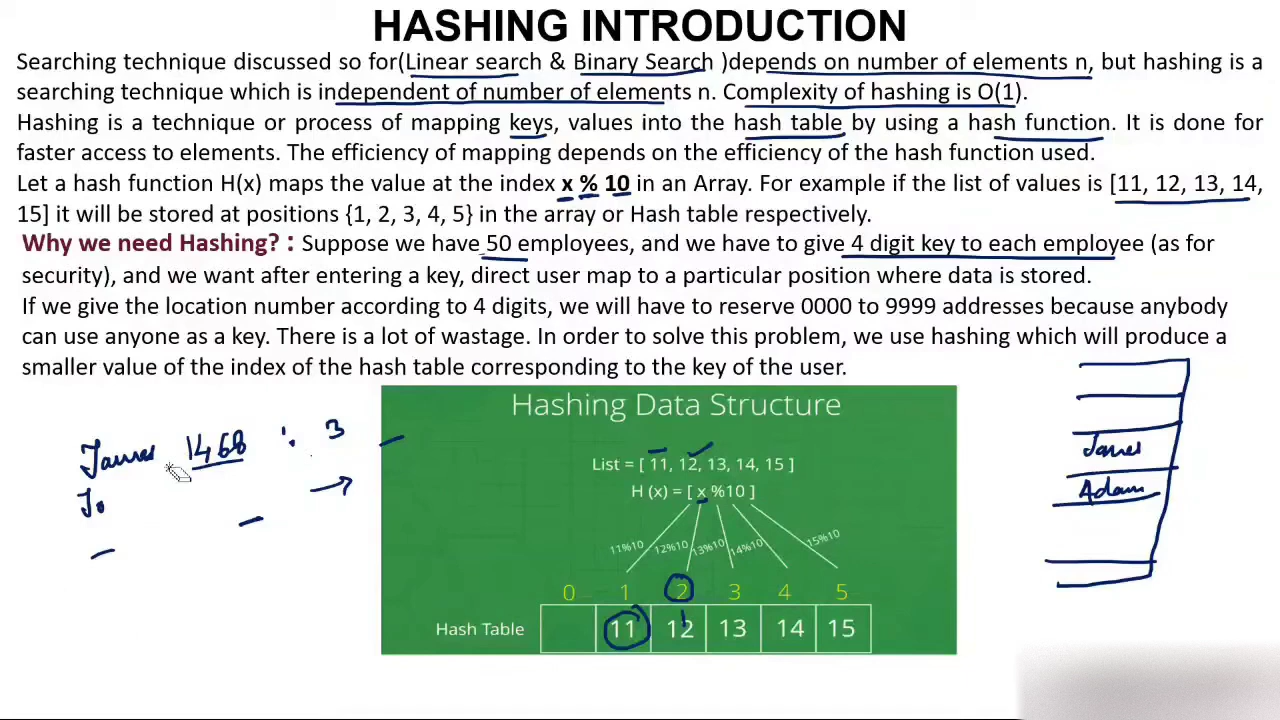 HASHING INTRODUCTION
Searching technique discussed so for(Linear search & Binary Search )depends on number of elements n, but hashing is a
searching technique which is independent of number of elements n. Complexity of hashing is O(1).
Hashing is a technique or process of mapping keys, values into the hash table by using a hash function. It is done for
faster access to elements. The efficiency of mapping depends on the efficiency of the hash function used.
Let a hash function H(x) maps the value at the index x % 10 in an Array. For example if the list of values is [11, 12, 13, 14,
15] it will be stored at positions {1, 2, 3, 4, 5} in the array or Hash table respectively.
Why we need Hashing? : Suppose we have 50 employees, and we have to give 4 digit key to each employee (as for
security), and we want after entering a key, direct user map to a particular position where data is stored.
If we give the location number according to 4 digits, we will have to reserve 0000 to 9999 addresses because anybody
can use anyone as a key. There is a lot of wastage. In order to solve this problem, we use hashing which will produce a
smaller value of the index of the hash table corresponding to the key of the user.
James 1468 : 3
Jo
Hashing Data Structure
List = [ 11, 12, 13, 14, 15 ]
H (x) = [ x %10 ]
11%10 12%10 13%10 14%10 15%10
0 1 2 3 4 5
Hash Table 11 12 13 14 15
James
Adam